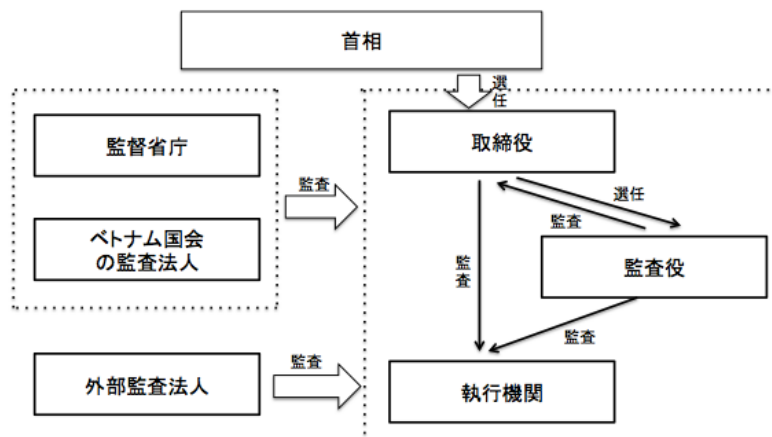 首相
選
任
監督省庁
取締役
監査
選任
監査
ベトナム国会
の監査法人
監査役
監
査
監査
監査
外部監査法人
執行機関